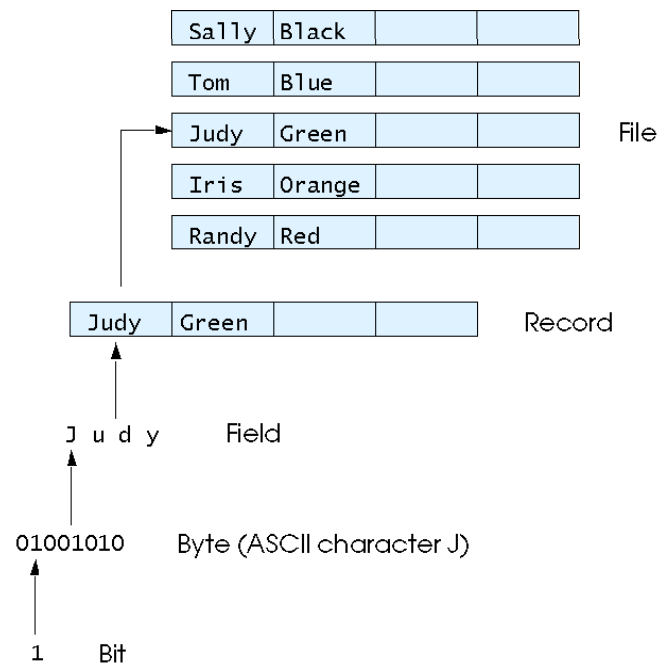 Sally Black
Tom Blue
Judy Green File
Iris Orange
Randy Red
Judy Green Record
J u d y Field
01001010 Byte (ASCII character J)
1 Bit